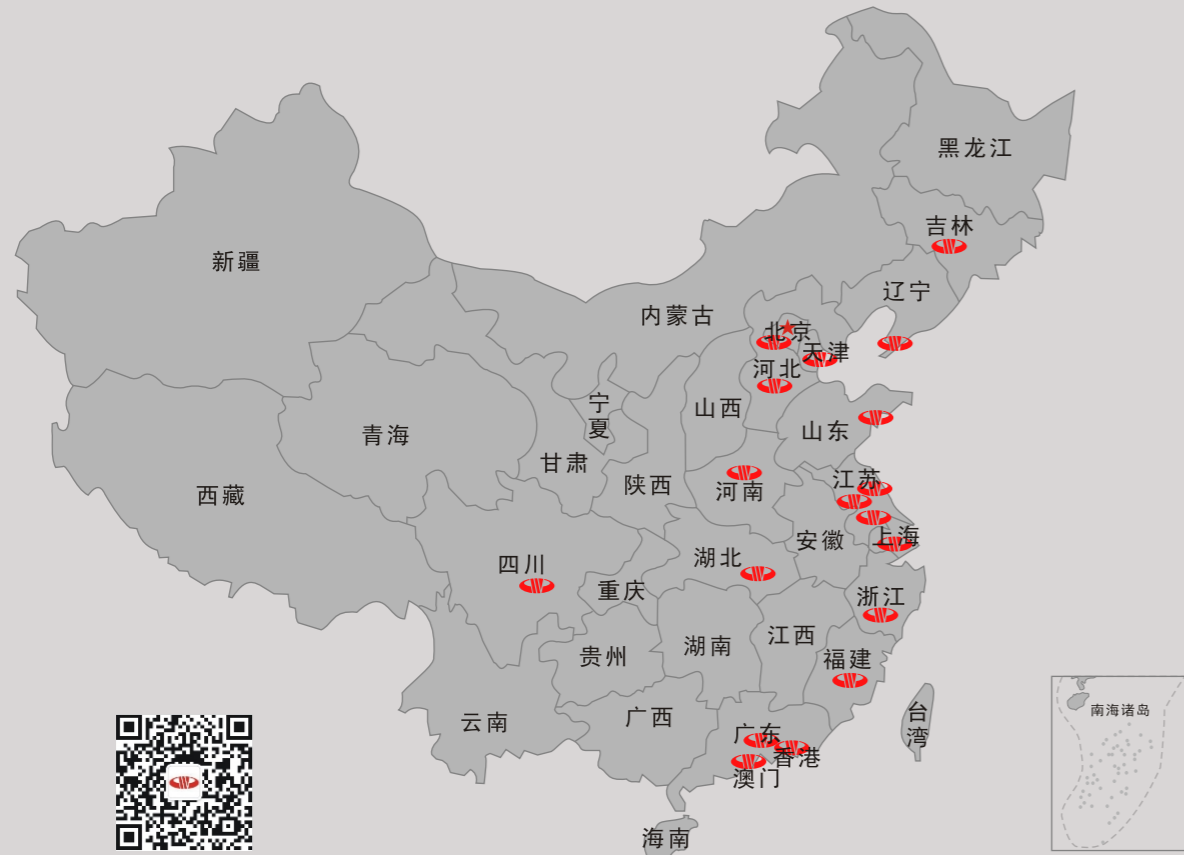 黑龙江
吉林
新疆
辽宁
内蒙古
北京
天津
河北
宁夏
山西
山东
青海
甘肃
陕西
河南
江苏
西藏
安徽
上海
湖北
四川
重庆
浙江
江西
湖南
贵州
福建
南海诸岛
台湾
广西
云南
广东
香港
澳门
海南